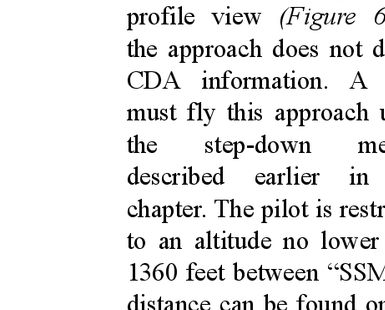 profile view (Figure 6
the approach does not d
CDA information. A
must fly this approach u
the step-down me
described earlier in
chapter. The pilot is restr
to an altitude no lower
1360 feet between “SSM
distance can be found on